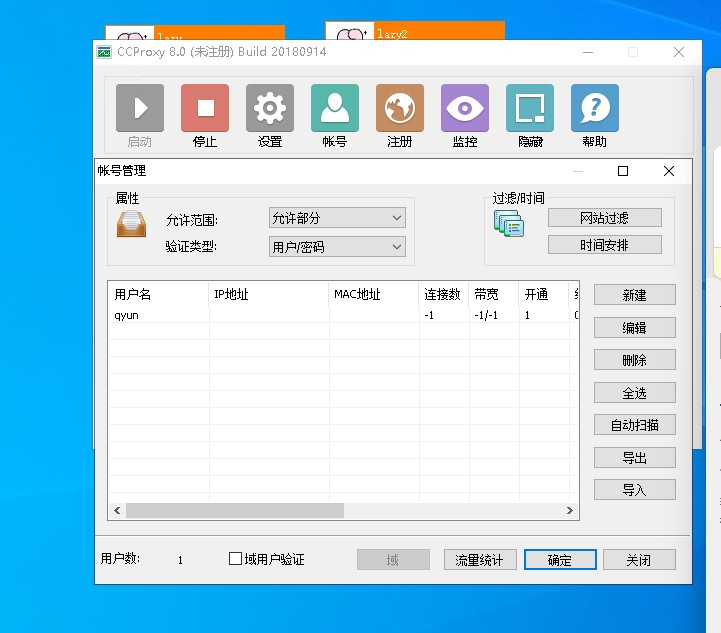 lazy
lazy2
CCProxy 8.0 (未注册) Build 20180914
启动 停止 设置 帐号 注册 监控 隐藏 帮助
帐号管理
属性
允许范围: 允许部分
验证类型: 用户/密码
过滤/时间
网站过滤
时间安排
用户名 IP地址 MAC地址 连接数 带宽 开通
qyun -1 -1/-1 1
新建
编辑
删除
全选
自动扫描
导出
导入
用户数: 1 域用户验证 域 流量统计 确定 关闭